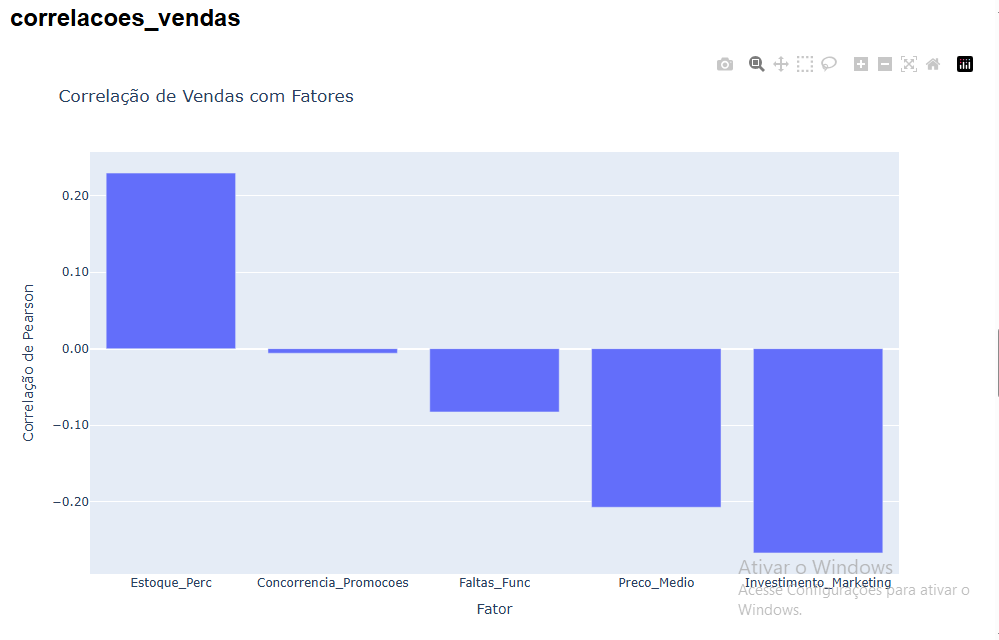 correlacoes_vendas
Correlação de Vendas com Fatores
Correlação de Pearson
0.20
0.10
0.00
−0.10
−0.20
Estoque_Perc
Concorrencia_Promocoes
Faltas_Func
Preco_Medio
Investimento_Marketing
Fator
Ativar o Windows
Acesse Configurações para ativar o
Windows.